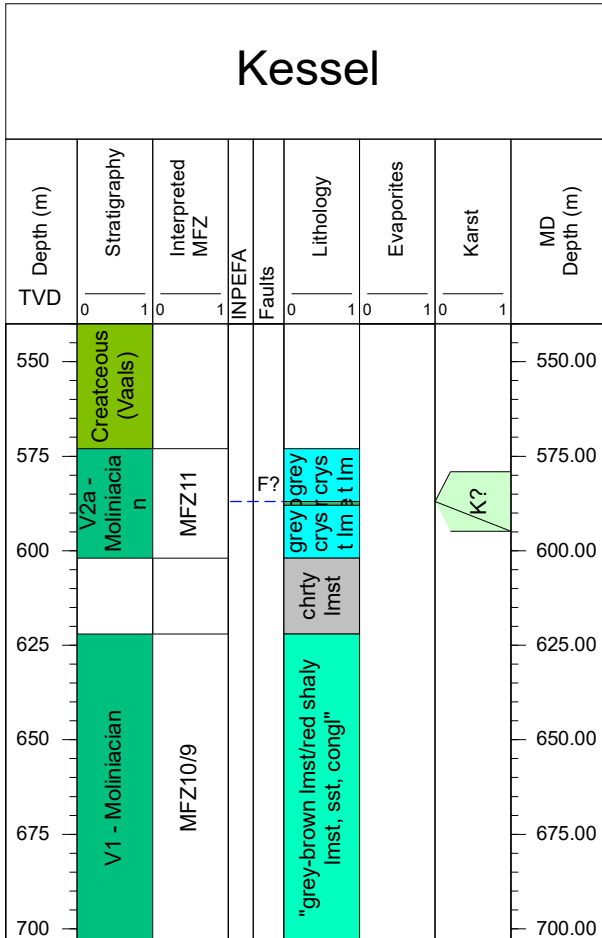 Kessel
Depth (m)
TVD
Stratigraphy
0 1
Interpreted
MFZ
0 1
INPEFA
Faults
Lithology
0 1
Evaporites
0 1
Karst
0 1
MD
Depth (m)
550
575
600
625
650
675
700
Creatceous
(Vaals)
V2a -
Moliniacia
n
V1 - Moliniacian
MFZ11
MFZ10/9
F?
grey
crys
t lm
grey
crys
t lm
chrty
lmst
"grey-brown lmst/red shaly
lmst, sst, congl"
K?
550.00
575.00
600.00
625.00
650.00
675.00
700.00